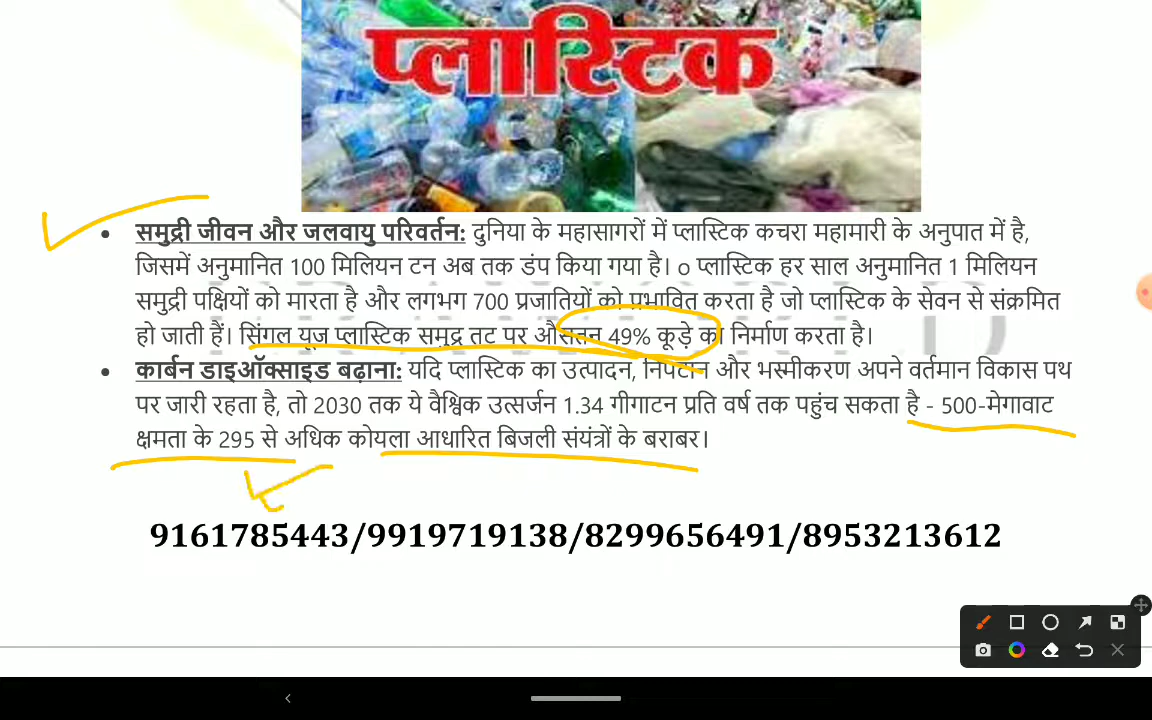 प्लास्टिक
समुद्री जीवन और जलवायु परिवर्तन: दुनिया के महासागरों में प्लास्टिक कचरा महामारी के अनुपात में है,
जिसमें अनुमानित 100 मिलियन टन अब तक डंप किया गया है। o प्लास्टिक हर साल अनुमानित 1 मिलियन
समुद्री पक्षियों को मारता है और लगभग 700 प्रजातियों को प्रभावित करता है जो प्लास्टिक के सेवन से संक्रमित
हो जाती हैं। सिंगल यूज प्लास्टिक समुद्र तट पर औसतन 49% कूड़े का निर्माण करता है।
कार्बन डाइऑक्साइड बढ़ाना: यदि प्लास्टिक का उत्पादन, निपटान और भस्मीकरण अपने वर्तमान विकास पथ
पर जारी रहता है, तो 2030 तक ये वैश्विक उत्सर्जन 1.34 गीगाटन प्रति वर्ष तक पहुंच सकता है - 500-मेगावाट
क्षमता के 295 से अधिक कोयला आधारित बिजली संयंत्रों के बराबर।
9161785443/9919719138/8299656491/8953213612